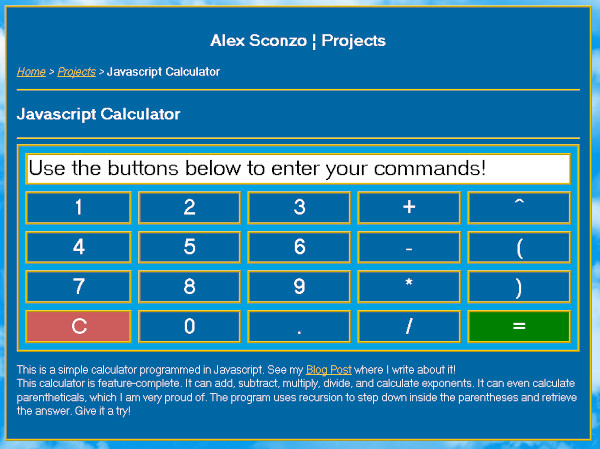 Alex Sconzo ¦ Projects
Home > Projects > Javascript Calculator
Javascript Calculator
Use the buttons below to enter your commands!
1 2 3 + ^
4 5 6 - (
7 8 9 * )
C 0 . / =
This is a simple calculator programmed in Javascript. See my Blog Post where I write about it!
This calculator is feature-complete. It can add, subtract, multiply, divide, and calculate exponents. It can even calculate
parentheticals, which I am very proud of. The program uses recursion to step down inside the parentheses and retrieve
the answer. Give it a try!